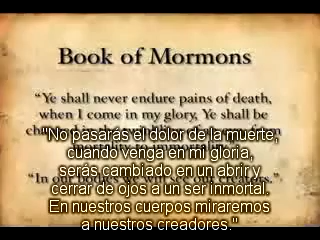 Book of Mormons
"Ye shall never endure pains of death,
when I come in my glory, Ye shall be
"No pasarás el dolor de la muerte,
cuando venga en mi gloria,
serás cambiado en un abrir y
cerrar de ojos a un ser inmortal.
En nuestros cuerpos miraremos
a nuestros creadores."